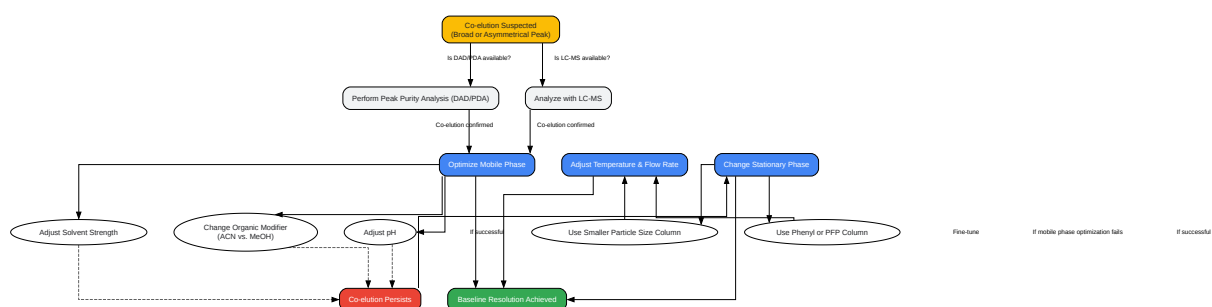 Co-elution Suspected
(Broad or Asymmetrical Peak)
Is DAD/PDA available?
Is LC-MS available?
Perform Peak Purity Analysis (DAD/PDA)
Analyze with LC-MS
Co-elution confirmed
Co-elution confirmed
Optimize Mobile Phase
Adjust Temperature & Flow Rate
Change Stationary Phase
Adjust Solvent Strength
Change Organic Modifier
(ACN vs. MeOH)
Adjust pH
If successful
Use Smaller Particle Size Column
Use Phenyl or PFP Column
Fine-tune
If mobile phase optimization fails
If successful
Co-elution Persists
Baseline Resolution Achieved